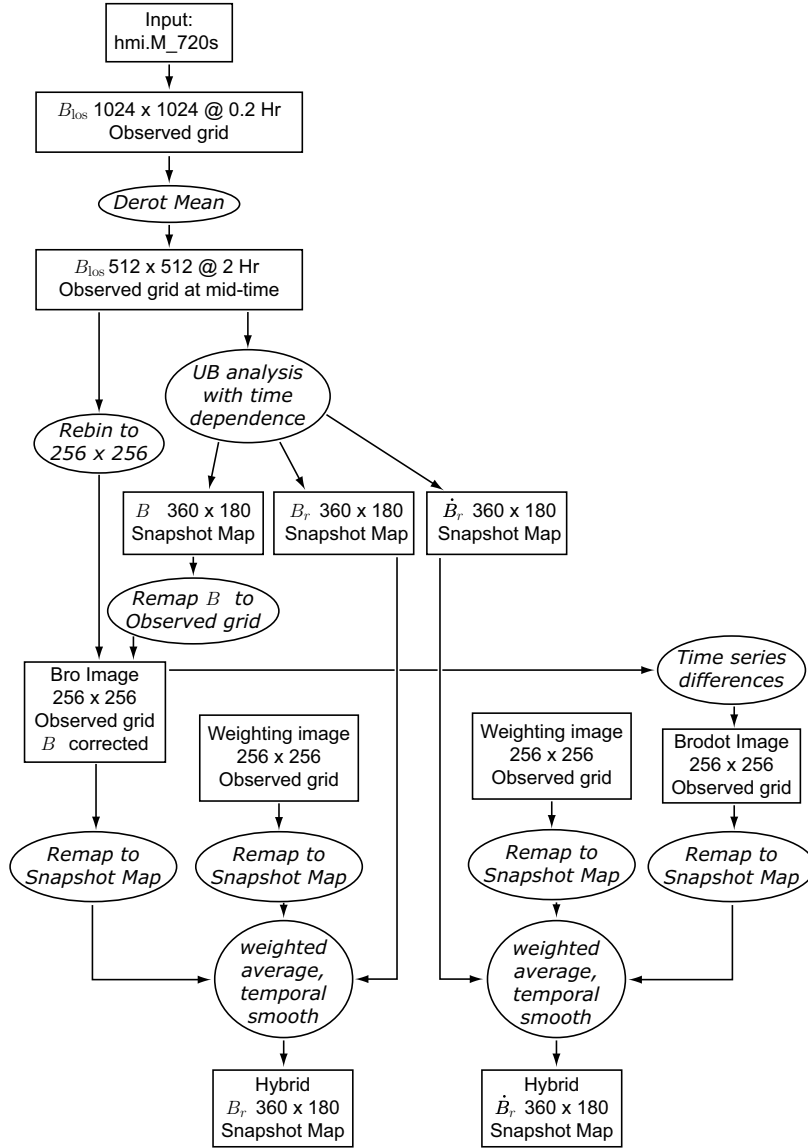 Input:
hmi.M_720s
B_los 1024 x 1024 @ 0.2 Hr
Observed grid
Derot Mean
B_los 512 x 512 @ 2 Hr
Observed grid at mid-time
UB analysis
with time
dependence
Rebin to
256 x 256
B 360 x 180
Snapshot Map
B_r 360 x 180
Snapshot Map
Ḃ_r 360 x 180
Snapshot Map
Remap B to
Observed grid
Bro Image
256 x 256
Observed grid
B corrected
Time series
differences
Weighting image
256 x 256
Observed grid
Weighting image
256 x 256
Observed grid
Brodot Image
256 x 256
Observed grid
Remap to
Snapshot Map
Remap to
Snapshot Map
Remap to
Snapshot Map
Remap to
Snapshot Map
weighted
average,
temporal
smooth
weighted
average,
temporal
smooth
Hybrid
B_r 360 x 180
Snapshot Map
Hybrid
Ḃ_r 360 x 180
Snapshot Map